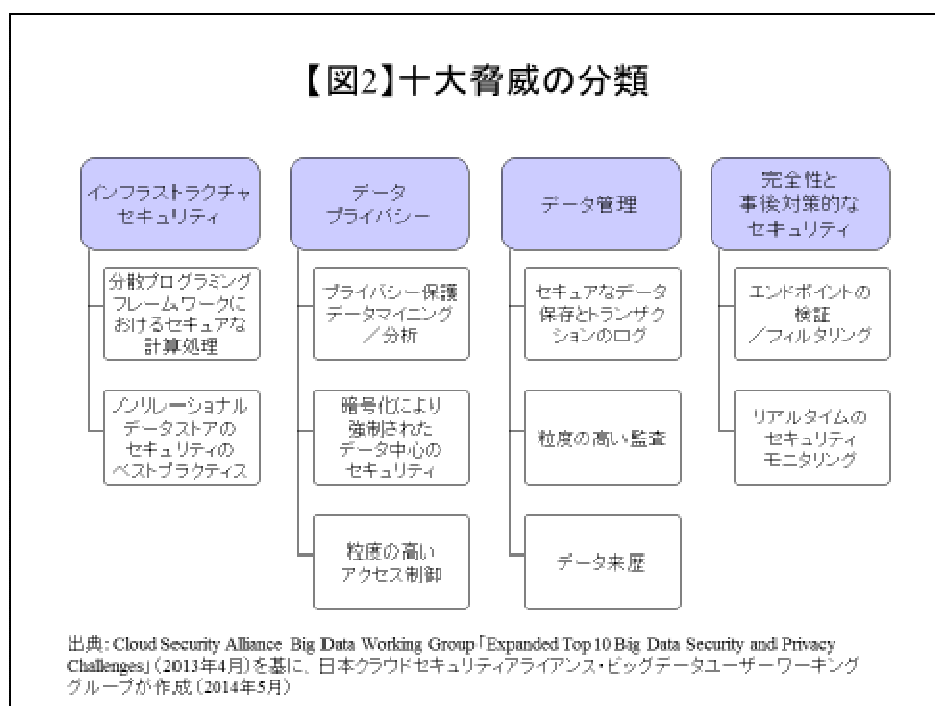 【図2】十大脅威の分類
インフラストラクチャ
セキュリティ
分散プログラミング
フレームワークに
おけるセキュアな
計算処理
ノンリレーショナル
データストアの
セキュリティの
ベストプラクティス
データ
プライバシー
プライバシー保護
データマイニング
/分析
暗号化により
強制された
データ中心の
セキュリティ
粒度の高い
アクセス制御
データ管理
セキュアなデータ
保存とトランザク
ションのログ
粒度の高い監査
データ来歴
完全性と
事後対策的な
セキュリティ
エンドポイントの
検証
/フィルタリング
リアルタイムの
セキュリティ
モニタリング
出典: Cloud Security Alliance Big Data Working Group「Expanded Top 10 Big Data Security and Privacy
Challenges」(2013年4月)を基に、日本クラウドセキュリティアライアンス・ビッグデータユーザーワーキング
グループが作成(2014年5月)